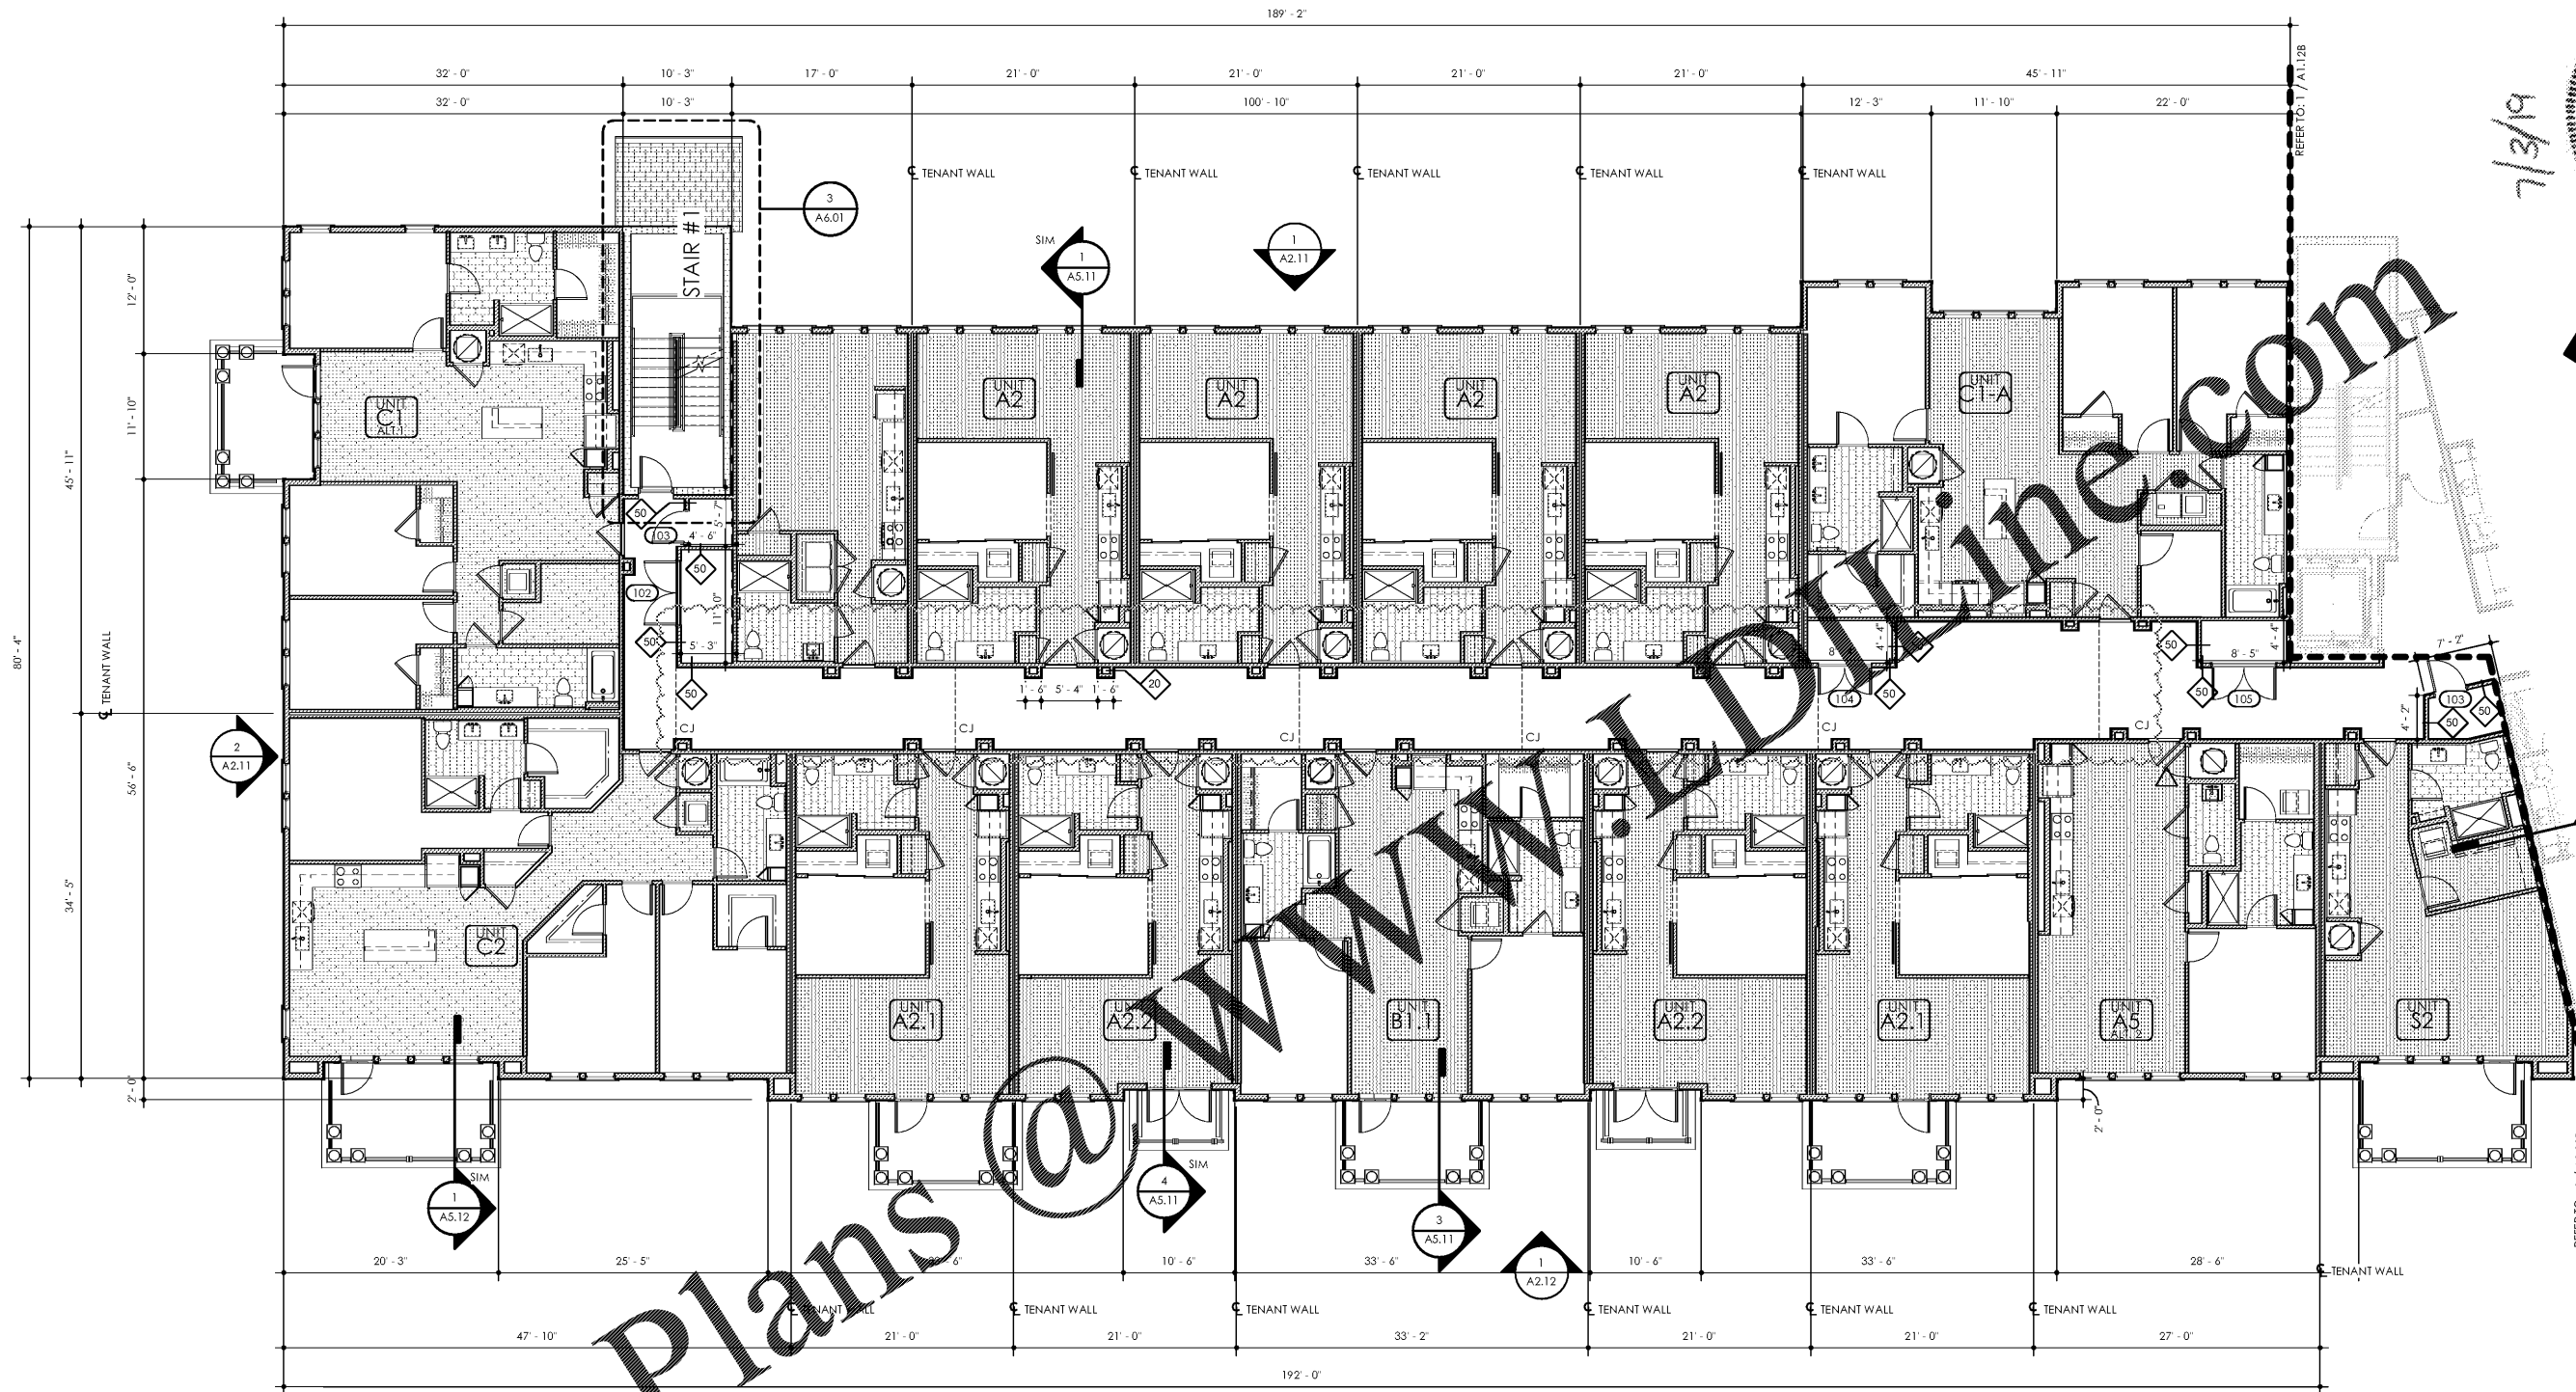 189' - 2"
32' - 0"
10' - 3"
17' - 0"
21' - 0"
21' - 0"
21' - 0"
21' - 0"
45' - 11"
32' - 0"
10' - 3"
100' - 10"
12' - 3"
11' - 10"
22' - 0"
REFER TO: 1 / A1.12B
7/3/19
℄ TENANT WALL
℄ TENANT WALL
℄ TENANT WALL
℄ TENANT WALL
℄ TENANT WALL
3
A6.01
STAIR #1
SIM
1
A5.11
1
A2.11
12' - 0"
11' - 10"
45' - 11"
80' - 4"
℄ TENANT WALL
56' - 6"
34' - 5"
2' - 0"
UNIT
C1
ALT.1
UNIT
A2
UNIT
A2
UNIT
A2
UNIT
A2
UNIT
C1-A
50
103
5' - 7"
4' - 6"
50
102
11' 0"
50
5' - 3"
50
1' - 6"
5' - 4"
1' - 6"
20
4' - 4"
104
50
50
8' - 5"
4' - 4"
50
105
7' - 2"
103
50
50
4' - 2"
CJ
CJ
CJ
CJ
CJ
CJ
2
A2.11
UNIT
C2
UNIT
A2.1
UNIT
A2.2
UNIT
B1.1
UNIT
A2.2
UNIT
A2.1
UNIT
A5
ALT. 2
UNIT
S2
2' - 0"
SIM
1
A5.12
SIM
4
A5.11
3
A5.11
1
A2.12
20' - 3"
25' - 5"
10' - 6"
33' - 6"
10' - 6"
33' - 6"
28' - 6"
℄ TENANT WALL
℄ TENANT WALL
℄ TENANT WALL
℄ TENANT WALL
℄ TENANT WALL
℄ TENANT WALL
℄ TENANT WALL
47' - 10"
21' - 0"
21' - 0"
33' - 2"
21' - 0"
21' - 0"
27' - 0"
192' - 0"
Plans @ www.LDILine.com